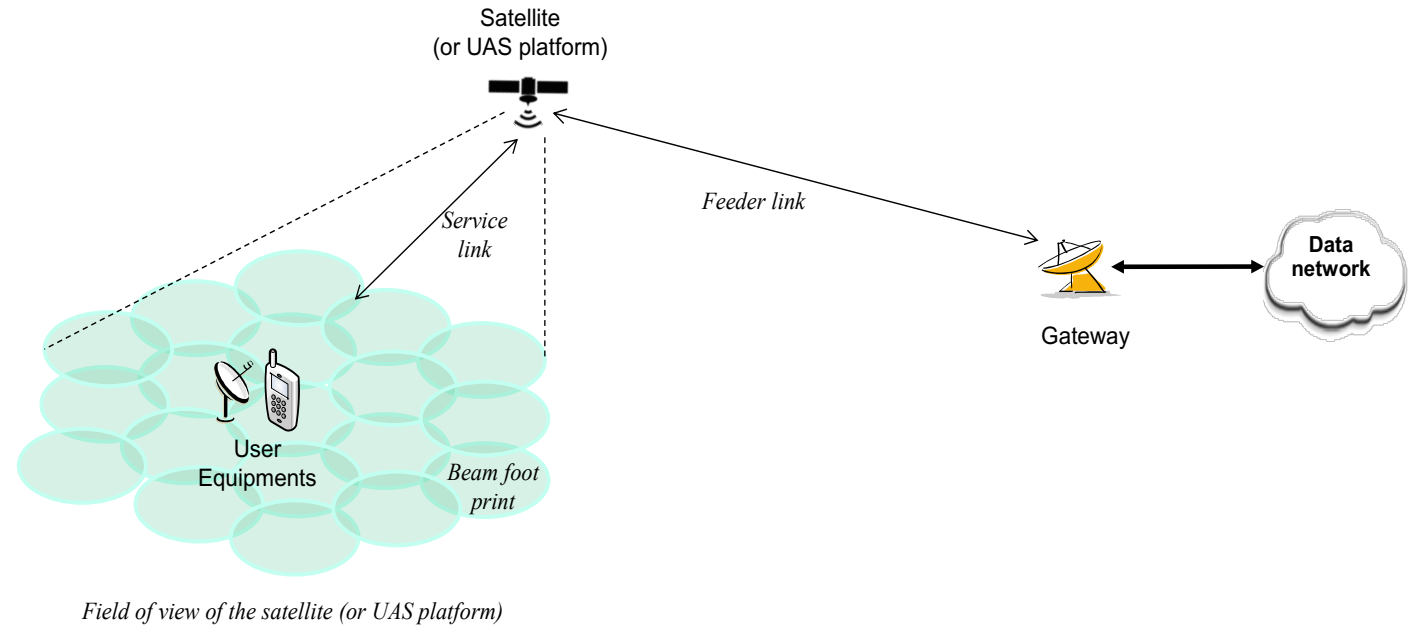 Satellite
(or UAS platform)
Feeder link
Service
link
Data
network
Gateway
User
Equipments
Beam foot
print
Field of view of the satellite (or UAS platform)